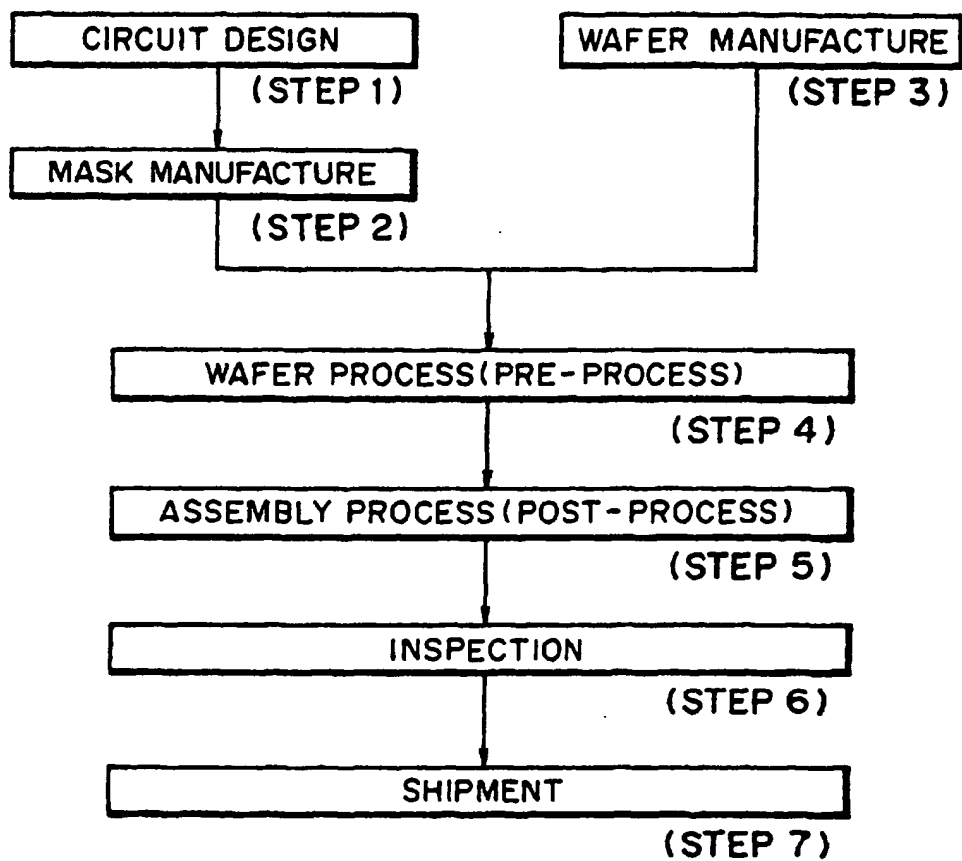 CIRCUIT DESIGN
(STEP 1)
WAFER MANUFACTURE
(STEP 3)
MASK MANUFACTURE
(STEP 2)
WAFER PROCESS(PRE-PROCESS)
(STEP 4)
ASSEMBLY PROCESS(POST-PROCESS)
(STEP 5)
INSPECTION
(STEP 6)
SHIPMENT
(STEP 7)